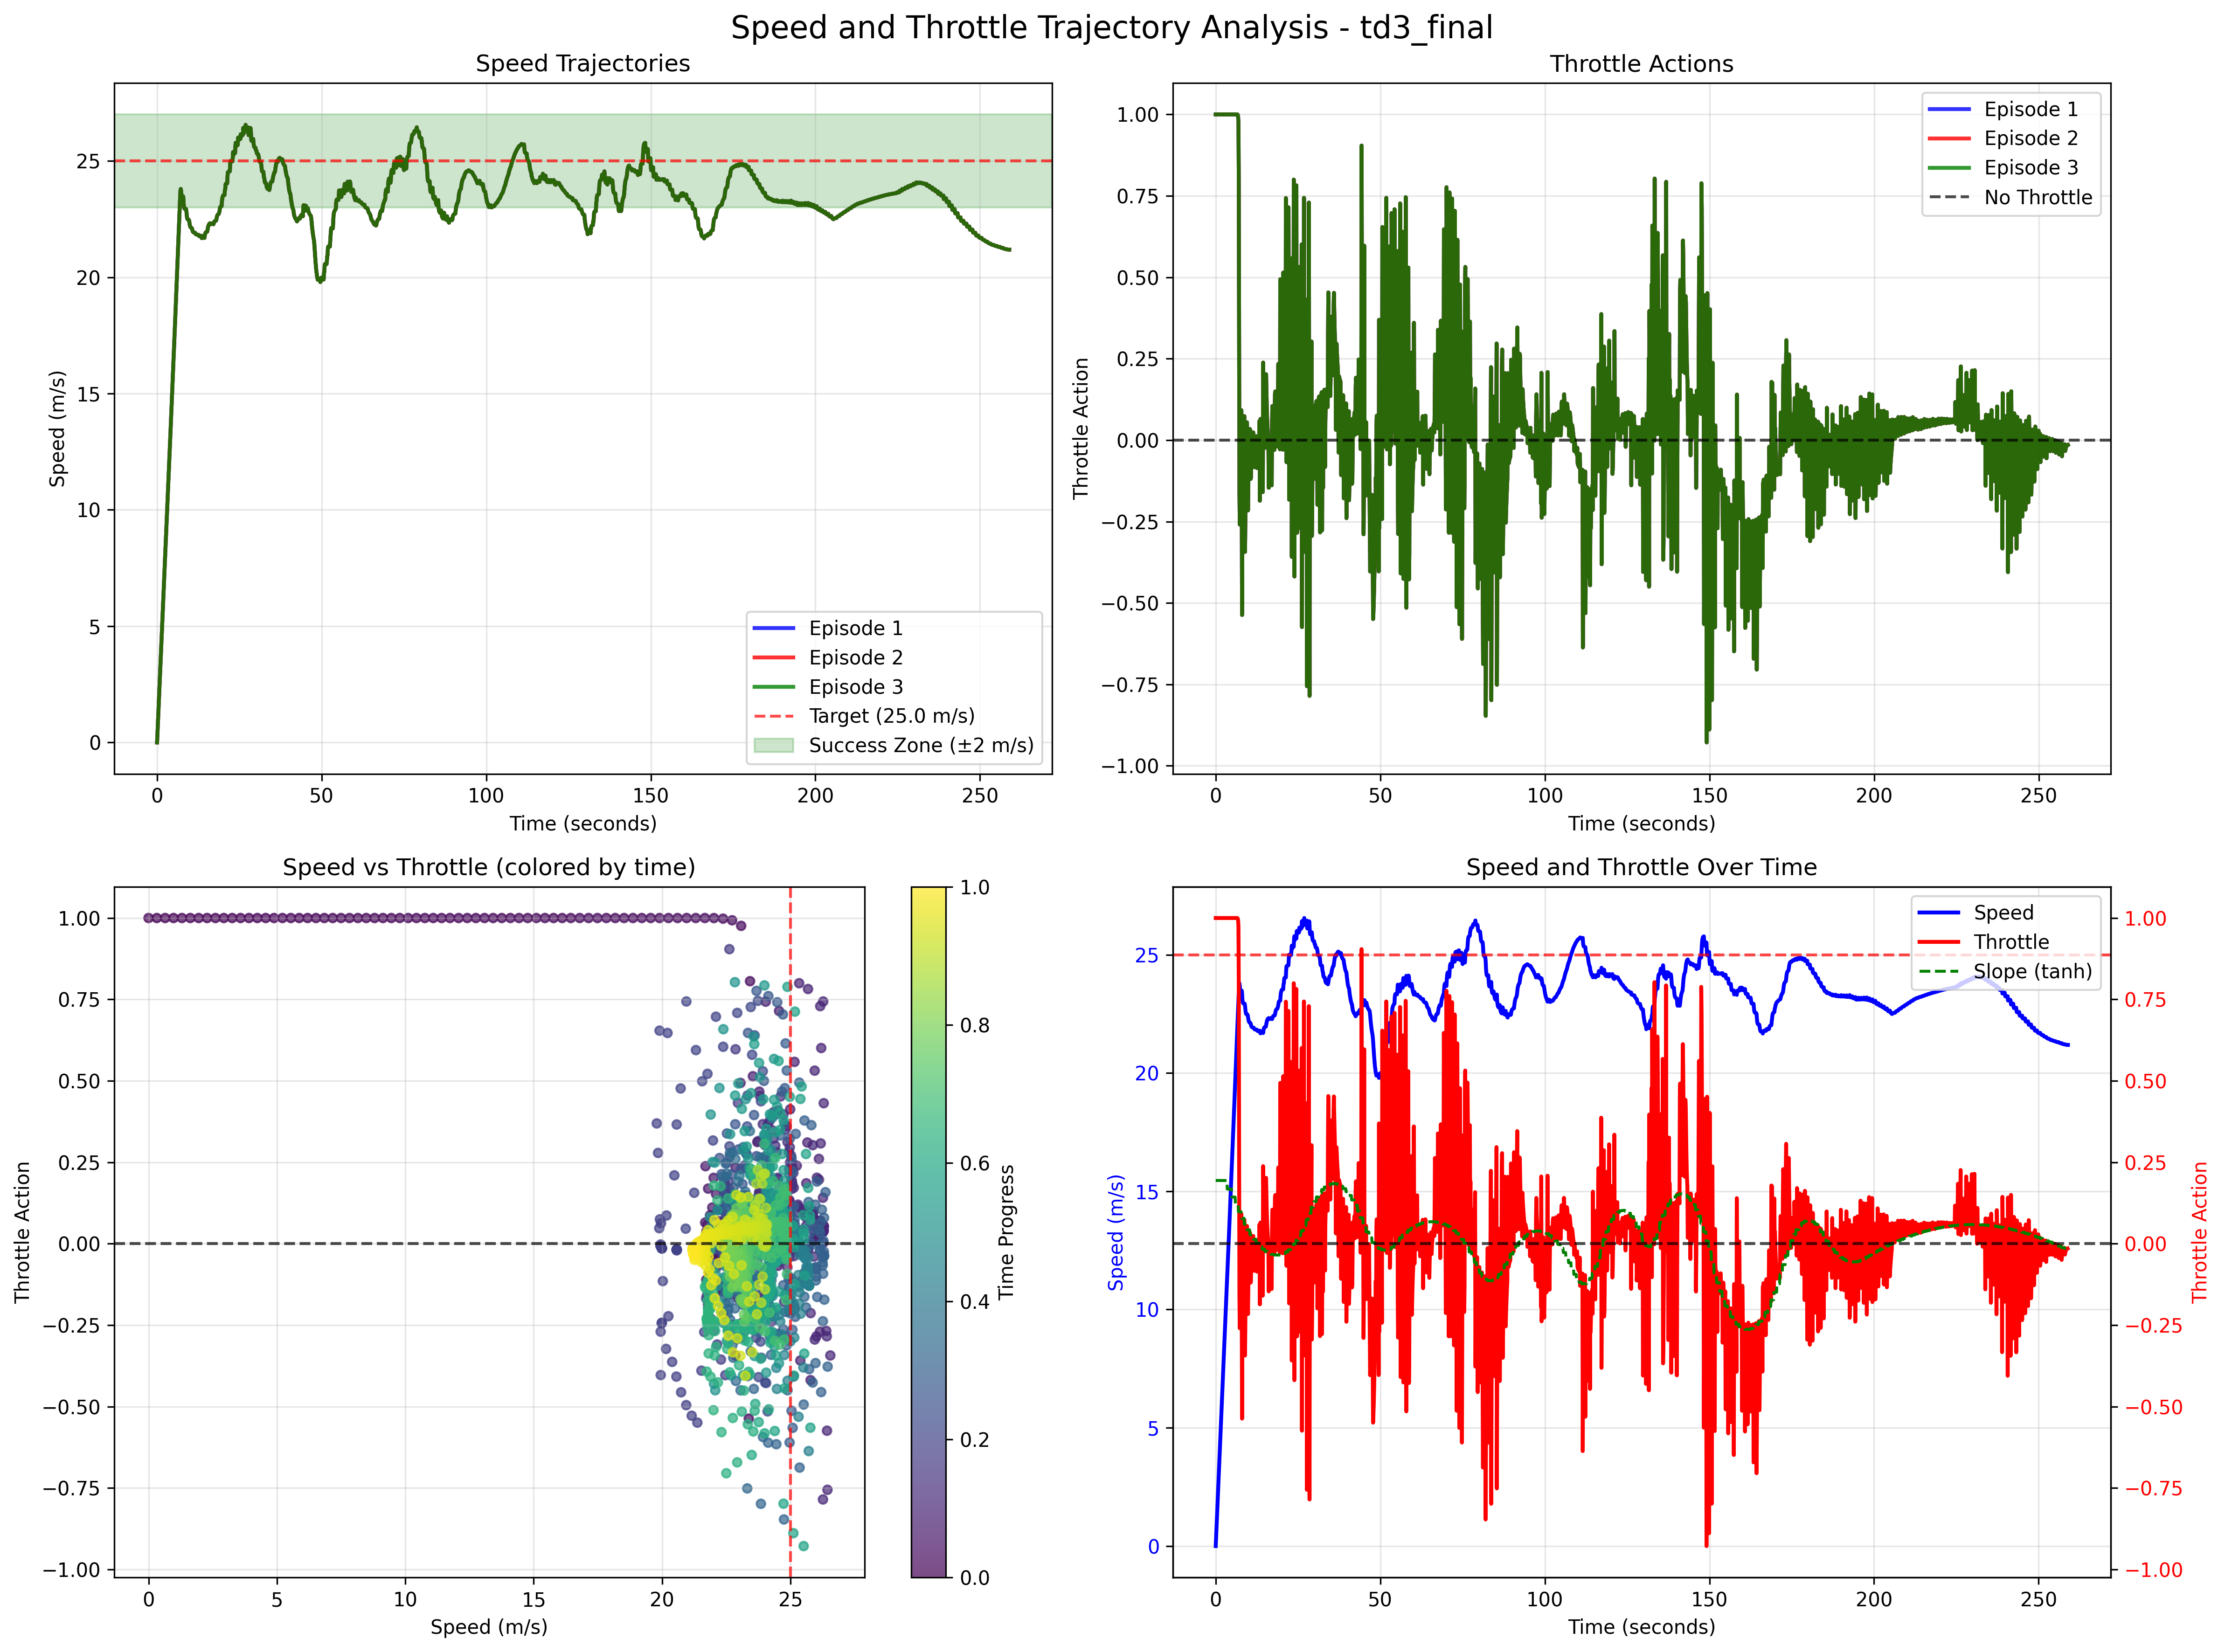 Speed and Throttle Trajectory Analysis - td3_final
Speed Trajectories
Speed (m/s)
25
20
15
10
5
0
0 50 100 150 200 250
Time (seconds)
Episode 1
Episode 2
Episode 3
Target (25.0 m/s)
Success Zone (±2 m/s)
Throttle Actions
Throttle Action
1.00
0.75
0.50
0.25
0.00
−0.25
−0.50
−0.75
−1.00
0 50 100 150 200 250
Time (seconds)
Episode 1
Episode 2
Episode 3
No Throttle
Speed vs Throttle (colored by time)
Throttle Action
1.00
0.75
0.50
0.25
0.00
−0.25
−0.50
−0.75
−1.00
0 5 10 15 20 25
Speed (m/s)
1.0
0.8
0.6
0.4
0.2
0.0
Time Progress
Speed and Throttle Over Time
Speed (m/s)
25
20
15
10
5
0
0 50 100 150 200 250
Time (seconds)
Speed
Throttle
Slope (tanh)
1.00
0.75
0.50
0.25
0.00
−0.25
−0.50
−0.75
−1.00
Throttle Action